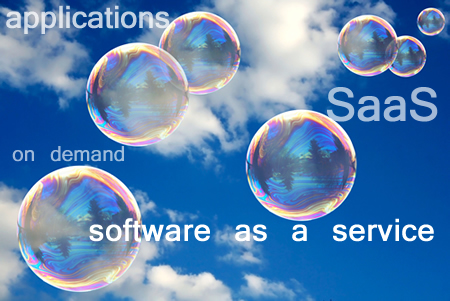 applications
SaaS
on demand
software as a service